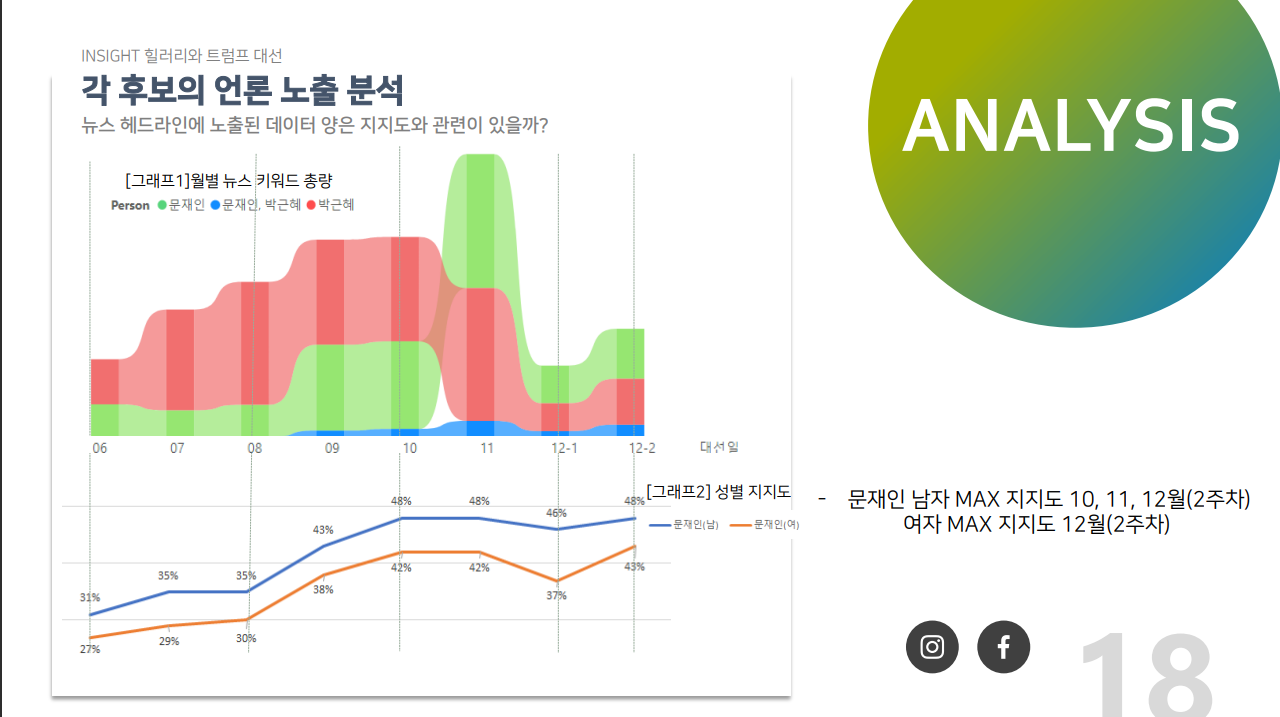 INSIGHT 힐러리와 트럼프 대선
각 후보의 언론 노출 분석
뉴스 헤드라인에 노출된 데이터 양은 지지도와 관련이 있을까?
ANALYSIS
[그래프1]월별 뉴스 키워드 총량
Person 문재인 문재인, 박근혜 박근혜
06 07 08 09 10 11 12-1 12-2 대선일
[그래프2] 성별 지지도
문재인(남) 문재인(여)
31% 35% 35% 43% 48% 48% 46% 48%
27% 29% 30% 38% 42% 42% 37% 43%
- 문재인 남자 MAX 지지도 10, 11, 12월(2주차)
여자 MAX 지지도 12월(2주차)
18